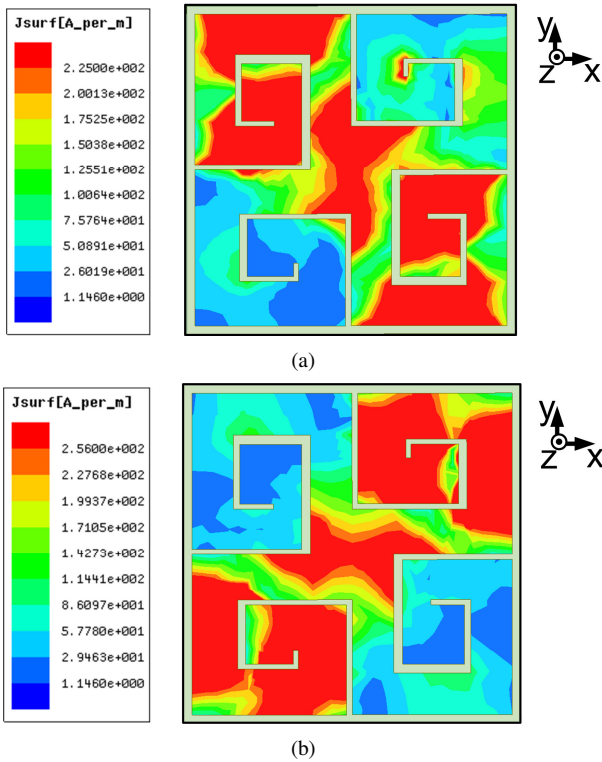 Jsurf[A_per_m]
2.2500e+002
2.0013e+002
1.7525e+002
1.5038e+002
1.2551e+002
1.0064e+002
7.5764e+001
5.0891e+001
2.6019e+001
1.1460e+000
y
z x
(a)
Jsurf[A_per_m]
2.5600e+002
2.2768e+002
1.9937e+002
1.7105e+002
1.4273e+002
1.1441e+002
8.6097e+001
5.7780e+001
2.9463e+001
1.1460e+000
y
z x
(b)